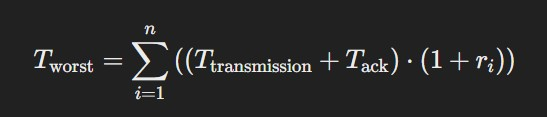 T_worst = \sum_{i=1}^{n} ((T_transmission + T_ack) · (1 + r_i))